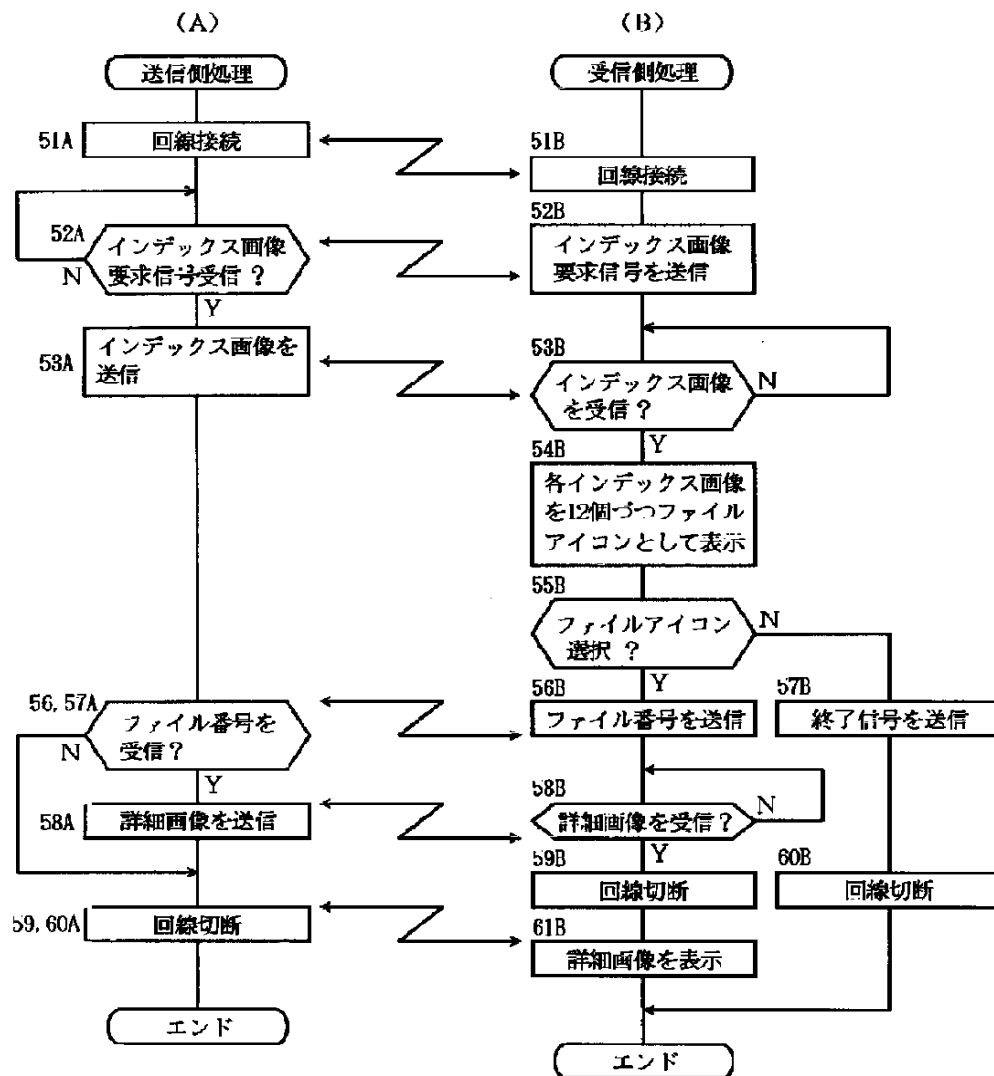 (A)
送信側処理
51A
回線接続
52A
インデックス画像
要求信号受信？
N
Y
53A
インデックス画像を
送信
56, 57A
ファイル番号を
受信？
N
Y
58A
詳細画像を送信
59, 60A
回線切断
エンド
(B)
受信側処理
51B
回線接続
52B
インデックス画像
要求信号を送信
53B
インデックス画像
を受信？
N
Y
54B
各インデックス画像
を12個づつファイル
アイコンとして表示
55B
ファイルアイコン
選択？
N
Y
56B
ファイル番号を送信
57B
終了信号を送信
58B
詳細画像を受信？
N
Y
59B
回線切断
60B
回線切断
61B
詳細画像を表示
エンド